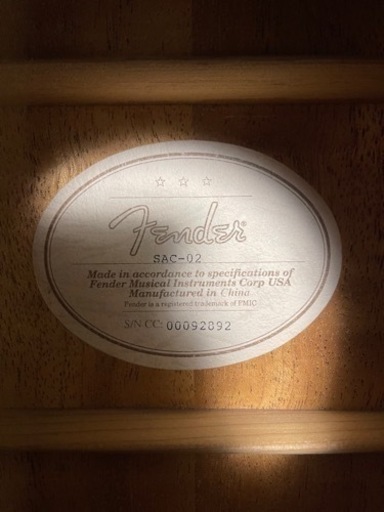 Fender
SAC-02
Made in accordance to specifications of
Fender Musical Instruments Corp USA
Manufactured in China
Fender is a registered trademark of FMIC
S/N CC: 00092892